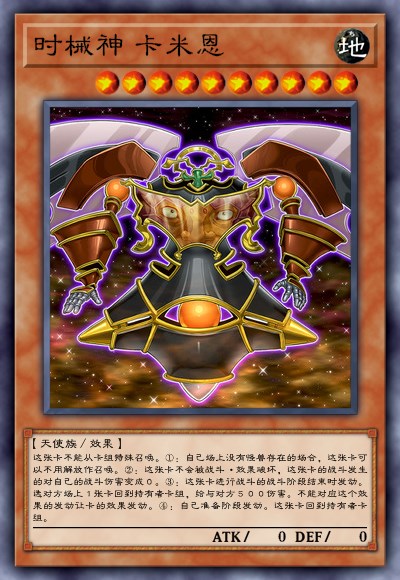 时械神 卡米恩
地
【天使族/效果】
这张卡不能从卡组特殊召唤。①：自己场上没有怪兽存在的场合，这张卡可
以不用解放作召唤。②：这张卡不会被战斗·效果破坏，这张卡的战斗发生
的对自己的战斗伤害变成0。③：这张卡进行战斗的战斗阶段结束时发动。
选对方场上1张卡回到持有者卡组，给与对方500伤害。不能对应这个效
果的发动让卡的效果发动。④：自己准备阶段发动。这张卡回到持有者卡
组。
ATK/ 0 DEF/ 0